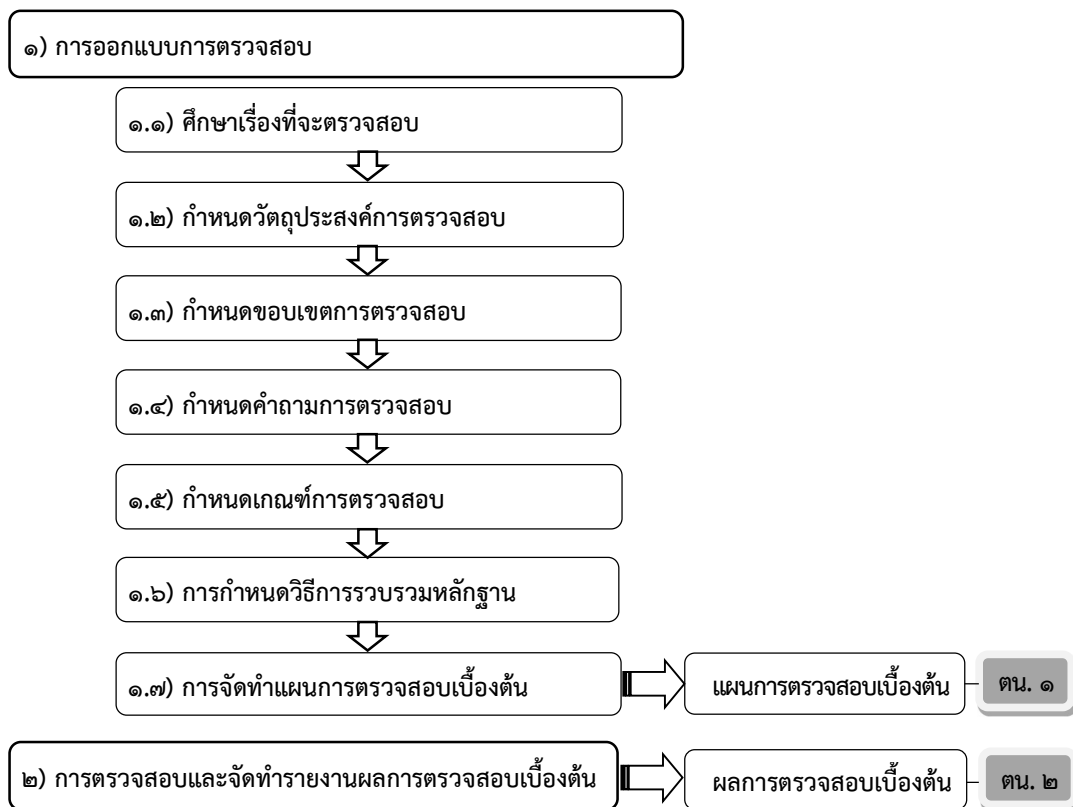 ๑) การออกแบบการตรวจสอบ
๑.๑) ศึกษาเรื่องที่จะตรวจสอบ
๑.๒) กำหนดวัตถุประสงค์การตรวจสอบ
๑.๓) กำหนดขอบเขตการตรวจสอบ
๑.๔) กำหนดคำถามการตรวจสอบ
๑.๕) กำหนดเกณฑ์การตรวจสอบ
๑.๖) การกำหนดวิธีการรวบรวมหลักฐาน
๑.๗) การจัดทำแผนการตรวจสอบเบื้องต้น
แผนการตรวจสอบเบื้องต้น
ตน. ๑
๒) การตรวจสอบและจัดทำรายงานผลการตรวจสอบเบื้องต้น
ผลการตรวจสอบเบื้องต้น
ตน. ๒